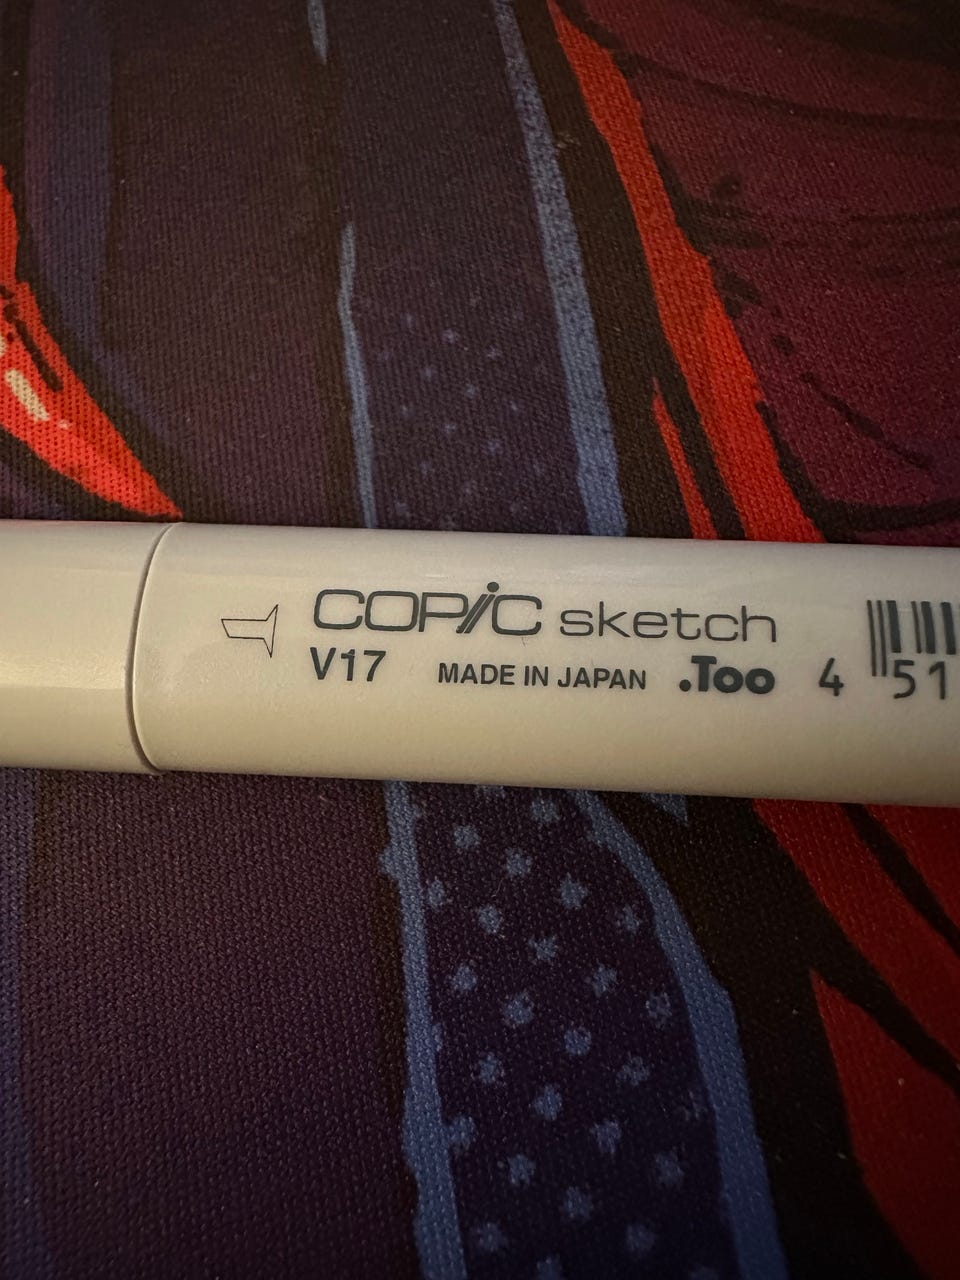 COPiC sketch
V17 MADE IN JAPAN .Too 4 51